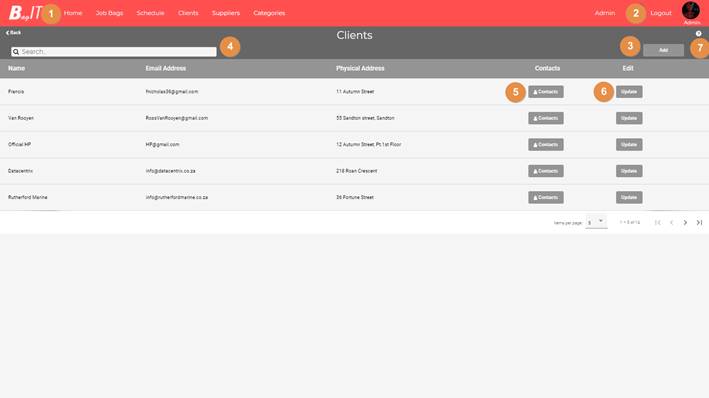 Bag.IT 1 Home Job Bags Schedule Clients Suppliers Categories Admin 2 Logout
Admin
Back Clients ?
Search.. 4 3 Add 7
Name Email Address Physical Address Contacts Edit
Francis fnicholas36@gmail.com 11 Autumn Street 5 Contacts 6 Update
Van Rooyen RossVanRooyen@gmail.com 55 Sandton street, Sandton Contacts Update
Official HP HP@gmail.com 12 Autumn Street, Pt 1st Floor Contacts Update
Datacentrix info@datacentrix.co.za 218 Roan Crescent Contacts Update
Rutherford Marine info@rutherfordmarine.co.za 36 Fortune Street Contacts Update
Items per page: 5 1 – 5 of 14